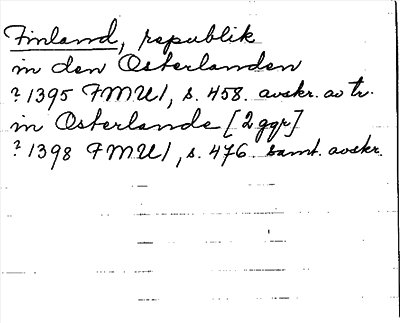 Finland, republik
in den Osterlanden
? 1395 FMU I, s. 458. avskr. av tr.
in Osterlande [2 ggr]
? 1398 FMU I, s. 476. samt. avskr.